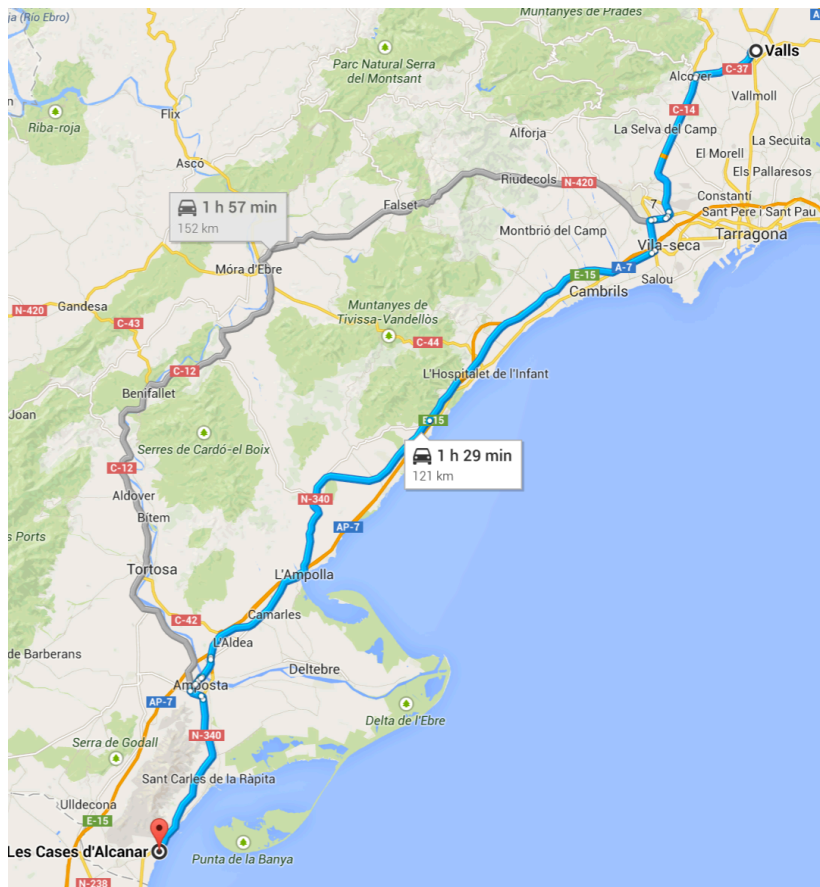 ja (Río Ebro)
Muntanyes de Prades
A
Valls
Parc Natural Serra
del Montsant
Alcover
C-37
Vallmoll
Flix
C-14
Riba-roja
Alforja
La Selva del Camp
La Secuita
El Morell
Ascó
Els Pallaresos
Riudecols
N-420
Constantí
1 h 57 min
152 km
Falset
7
Sant Pere i Sant Pau
Montbrió del Camp
Tarragona
Vila-seca
Móra d'Ebre
A-7
E-15
Salou
Cambrils
Gandesa
N-420
Muntanyes de
Tivissa-Vandellòs
C-43
C-44
C-12
L'Hospitalet de l'Infant
Benifallet
Joan
E-15
Serres de Cardó-el Boix
1 h 29 min
121 km
C-12
Aldover
N-340
Bítem
AP-7
s Ports
Tortosa
L'Ampolla
Camarles
C-42
L'Aldea
de Barberans
Deltebre
Amposta
AP-7
Delta de l'Ebre
N-340
Serra de Godall
Sant Carles de la Ràpita
Ulldecona
E-15
Les Cases d'Alcanar
Punta de la Banya
N-238